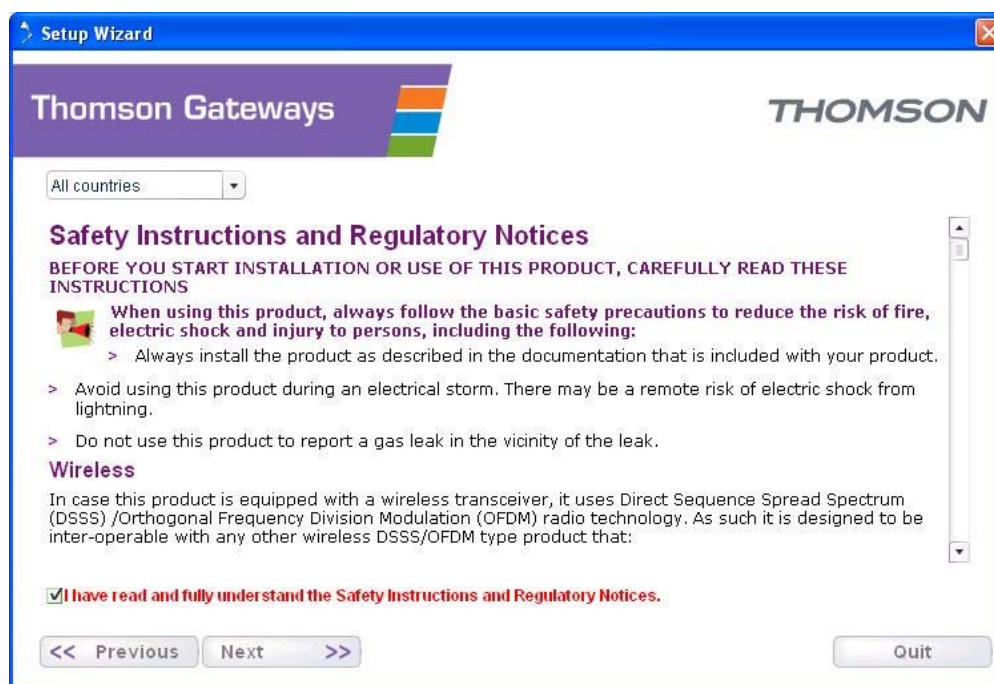 Setup Wizard
Thomson Gateways
THOMSON
All countries
Safety Instructions and Regulatory Notices
BEFORE YOU START INSTALLATION OR USE OF THIS PRODUCT, CAREFULLY READ THESE
INSTRUCTIONS
When using this product, always follow the basic safety precautions to reduce the risk of fire,
electric shock and injury to persons, including the following:
> Always install the product as described in the documentation that is included with your product.
> Avoid using this product during an electrical storm. There may be a remote risk of electric shock from
lightning.
> Do not use this product to report a gas leak in the vicinity of the leak.
Wireless
In case this product is equipped with a wireless transceiver, it uses Direct Sequence Spread Spectrum
(DSSS) /Orthogonal Frequency Division Modulation (OFDM) radio technology. As such it is designed to be
inter-operable with any other wireless DSSS/OFDM type product that:
I have read and fully understand the Safety Instructions and Regulatory Notices.
<< Previous
Next >>
Quit